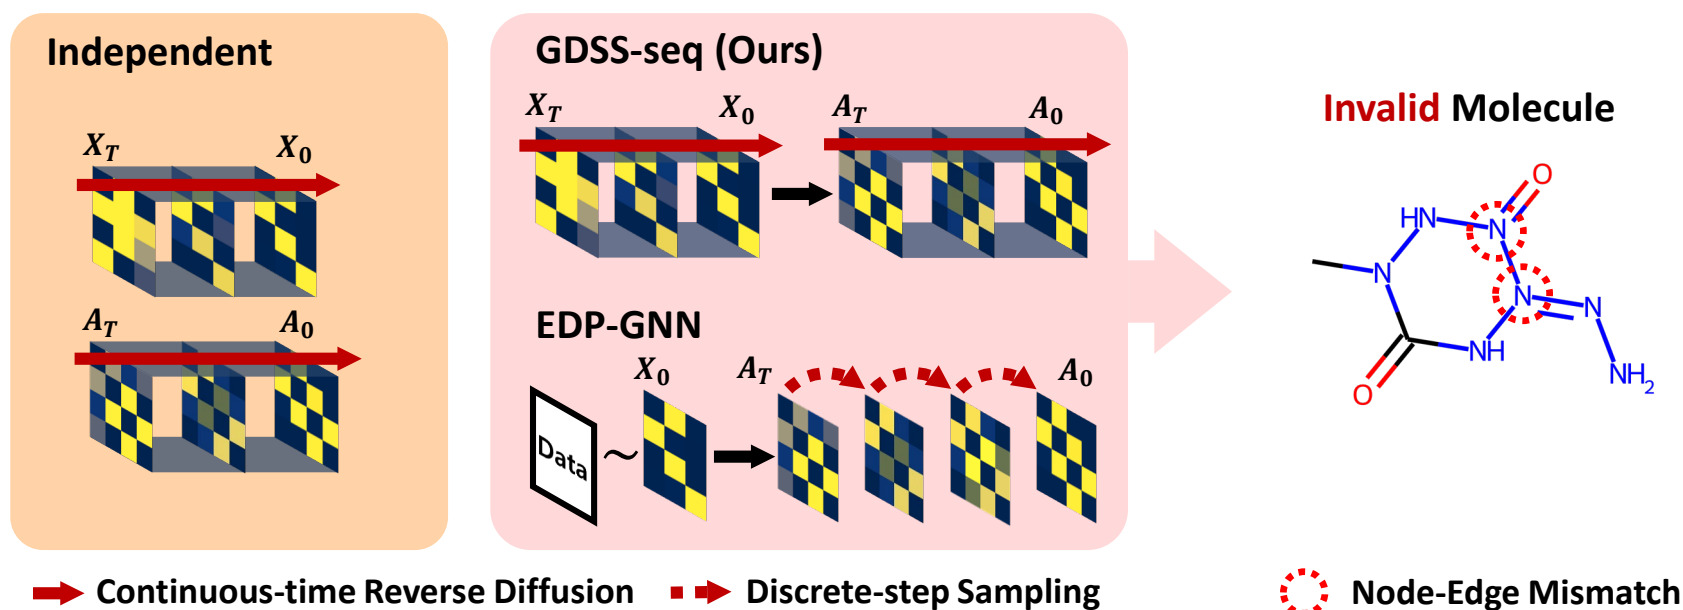 Independent
X_T X_0
A_T A_0
GDSS-seq (Ours)
X_T X_0 A_T A_0
EDP-GNN
Data ~ X_0 A_T A_0
Invalid Molecule
O
HN N
N N N
NH
O NH2
Continuous-time Reverse Diffusion
Discrete-step Sampling
Node-Edge Mismatch